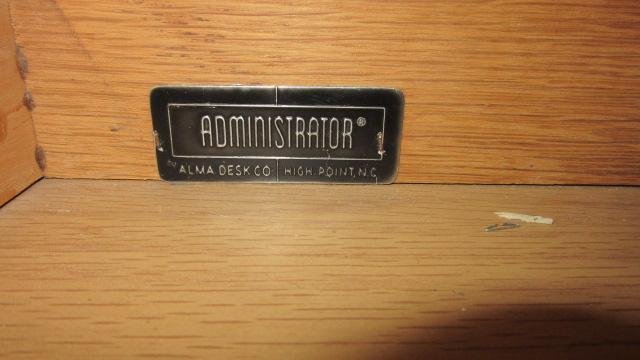 ADMINISTRATOR®
BY ALMA DESK CO HIGH POINT, N.C.